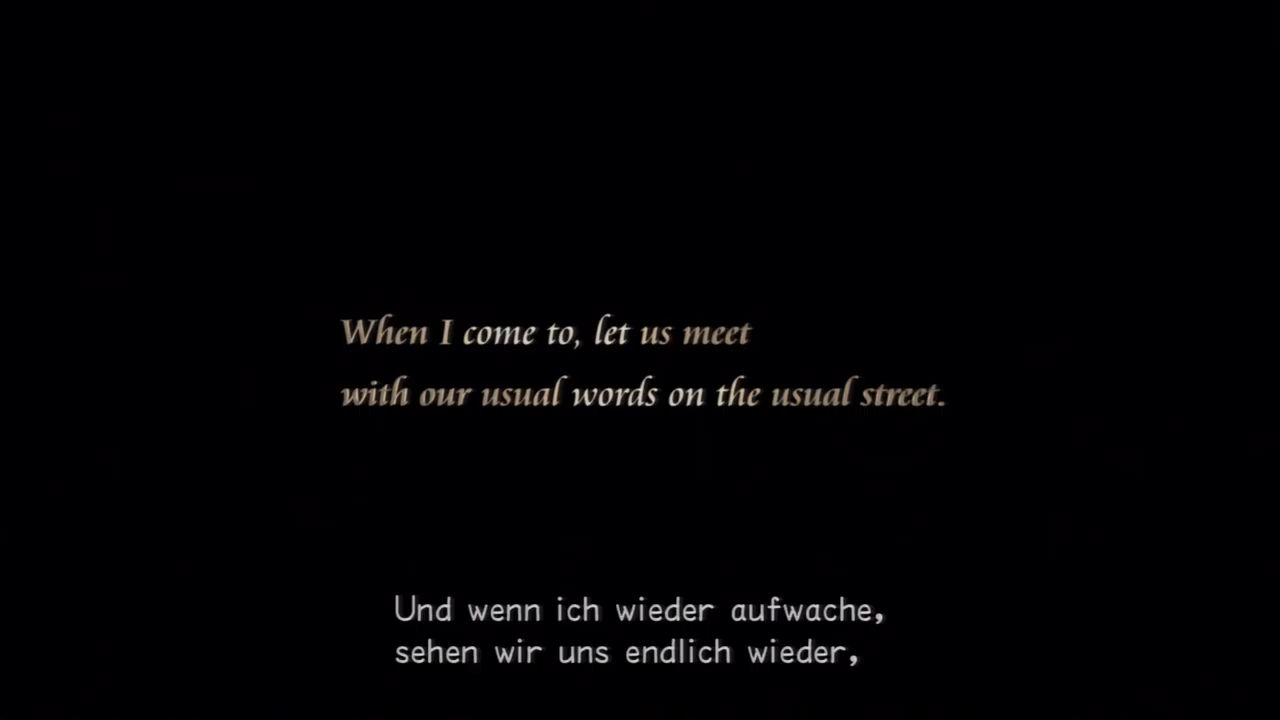 When I come to, let us meet
with our usual words on the usual street.
Und wenn ich wieder aufwache,
sehen wir uns endlich wieder,